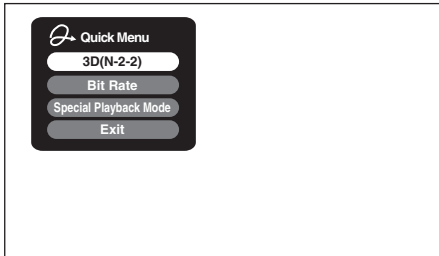 Quick Menu
3D(N-2-2)
Bit Rate
Special Playback Mode
Exit